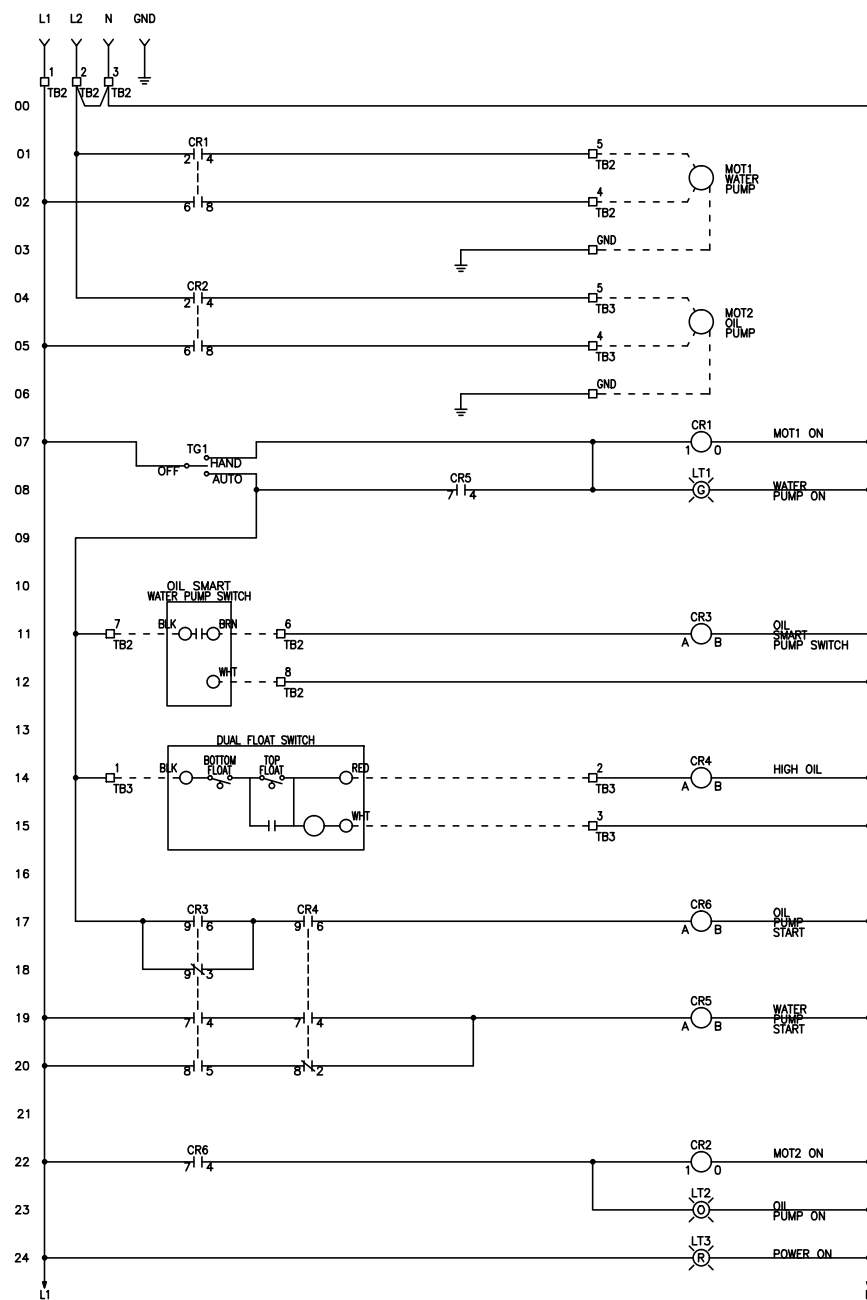 L1 L2 N GND
1 2 3
TB2 TB2 TB2
00
CR1
01 2 4 5
TB2
MOT1
WATER
PUMP
02 6 8 4
TB2
03 GND
CR2
04 2 4 5
TB3
MOT2
OIL
PUMP
05 6 8 4
TB3
06 GND
CR1
07 1 0 MOT1 ON
TG1
OFF HAND
AUTO
CR5 LT1
08 7 4 G WATER
PUMP ON
09
10
OIL SMART
WATER PUMP SWITCH
CR3
11 7 BLK BRN 6 A B OIL
SMART
PUMP SWITCH
TB2 TB2
12 WHT 8
TB2
13
DUAL FLOAT SWITCH
BOTTOM
FLOAT
TOP
FLOAT
CR4
14 1 BLK RED 2 A B HIGH OIL
TB3 TB3
15 WHT 3
TB3
16
CR3 CR4 CR6
17 9 6 9 6 A B OIL
PUMP
START
18 9 3
CR5
19 7 4 7 4 A B WATER
PUMP
START
20 8 5 8 2
21
CR6 CR2
22 7 4 1 0 MOT2 ON
LT2
23 O OIL
PUMP ON
LT3
24 R POWER ON
L1